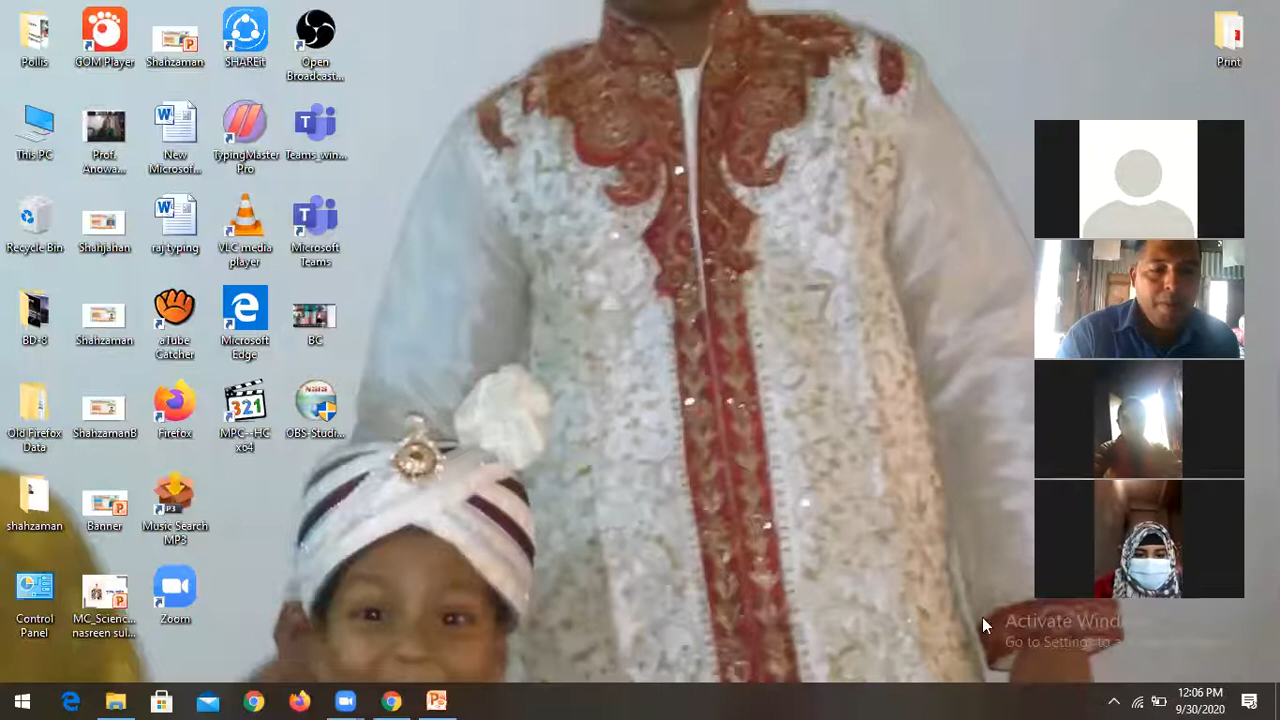 Pollis
GOM Player
Shahzaman
SHAREit
Open
Broadcast...
Print
This PC
Prof.
Anowa...
New
Microsof...
TypingMaster
Pro
Teams_win...
Recycle Bin
Shahjahan
raj typing
VLC media
player
Microsoft
Teams
BD-8
Shahzaman
aTube
Catcher
Microsoft
Edge
BC
Old Firefox
Data
ShahzamanB
Firefox
MPC-HC
x64
OBS-Studi...
shahzaman
Banner
Music Search
MP3
Control
Panel
MC_Scienc...
nasreen sul...
Zoom
Activate Wind
Go to Settings to a
12:06 PM
9/30/2020